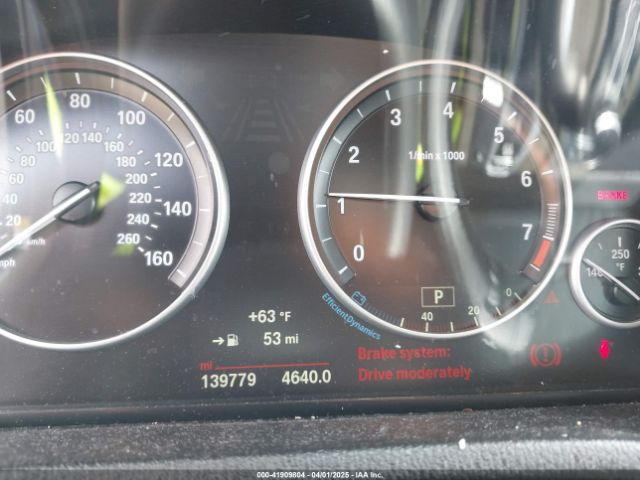 60 80 100 120 140 160
20 60 80 120 140 160 180 200 220 240 260
km/h
mph
0 1 2 3 4 5 6 7
1/min x 1000
BRAKE
250
140 °F
P
40 20 0
EfficientDynamics
+63 °F
53 mi
mi
139779 4640.0
Brake system:
Drive moderately
000-41909804 - 04/01/2025 - IAA Inc.